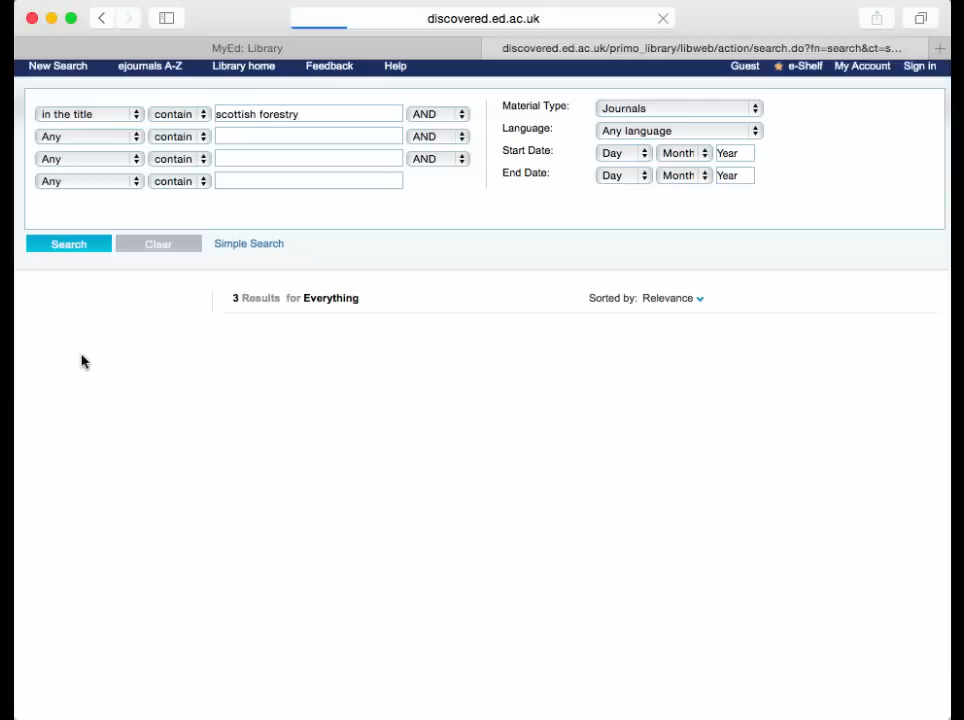 discovered.ed.ac.uk
MyEd: Library
discovered.ed.ac.uk/primo_library/libweb/action/search.do?fn=search&ct=s...
New Search ejournals A-Z Library home Feedback Help Guest e-Shelf My Account Sign in
in the title contain scottish forestry AND
Any contain AND
Any contain AND
Any contain
Material Type: Journals
Language: Any language
Start Date: Day Month Year
End Date: Day Month Year
Search Clear Simple Search
3 Results for Everything Sorted by: Relevance